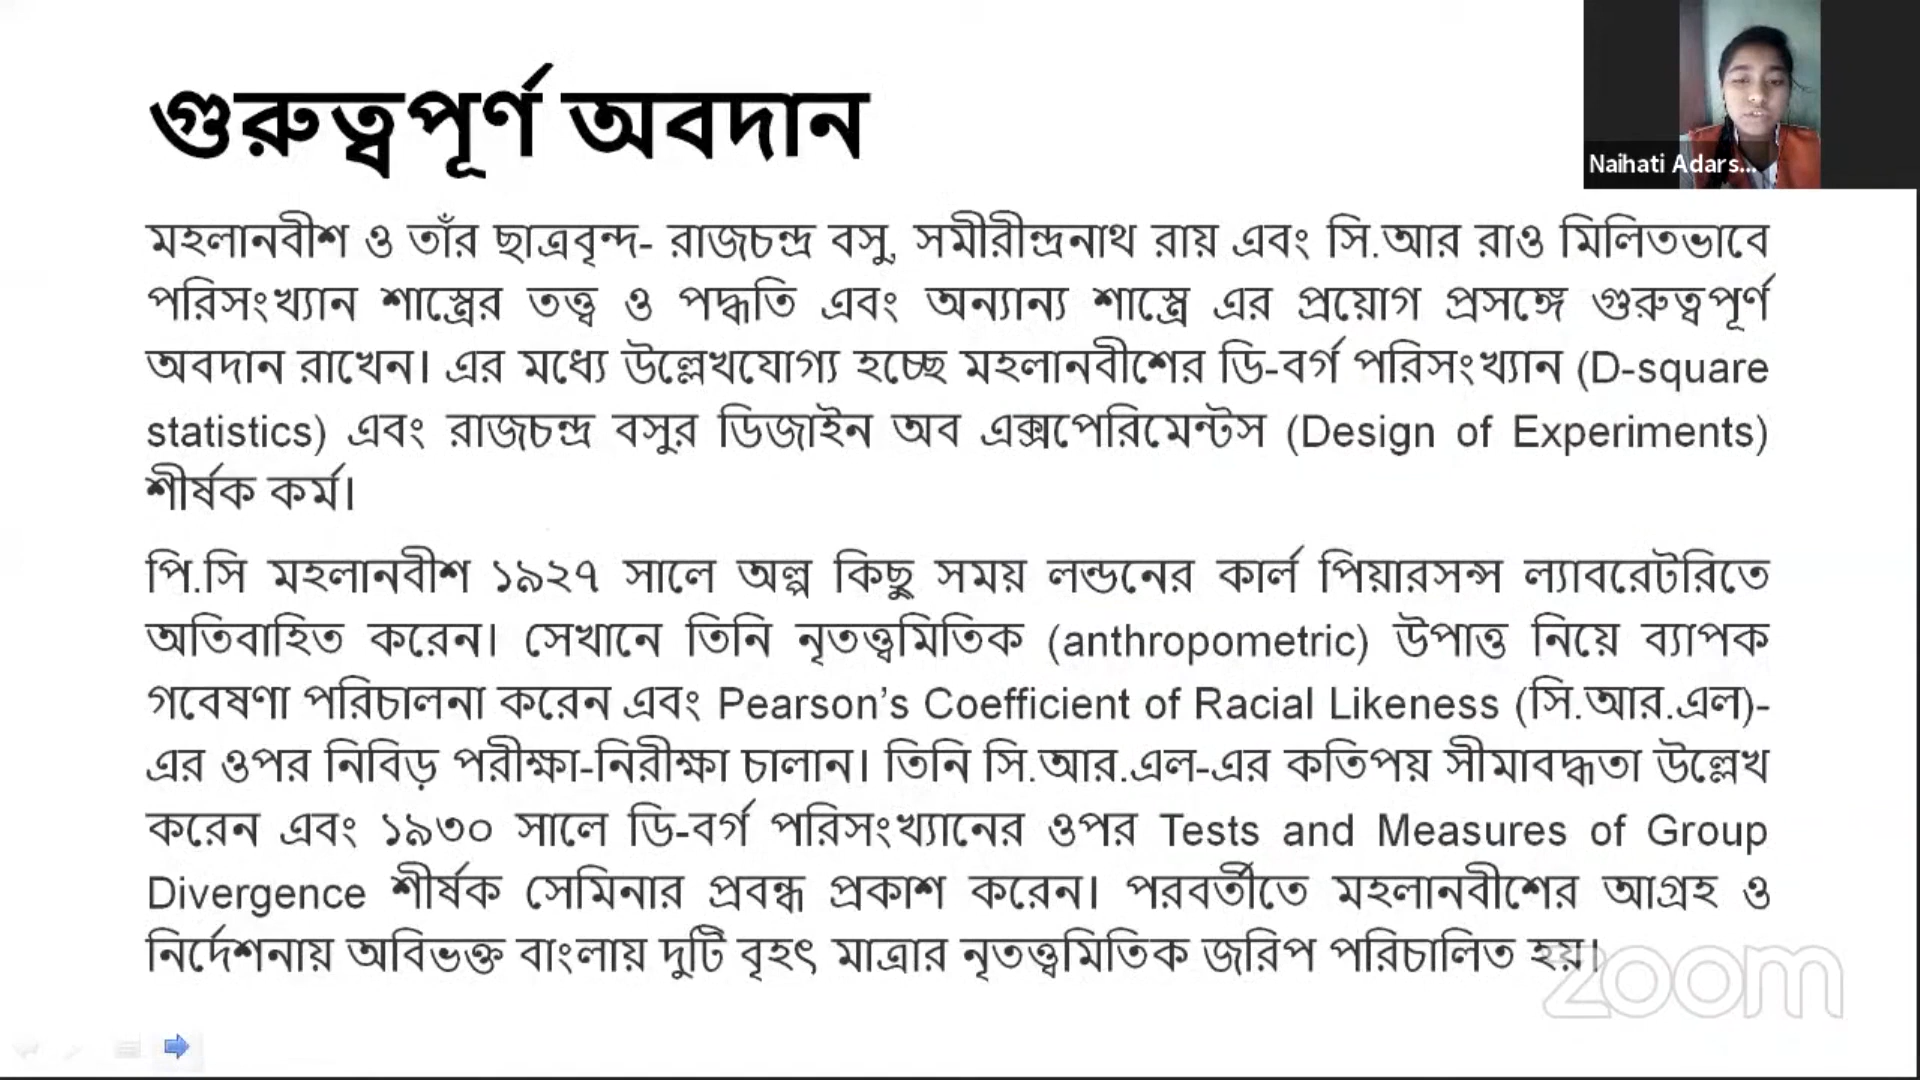 গুরুত্বপূর্ণ অবদান
Naihati Adars...
মহলানবীশ ও তাঁর ছাত্রবৃন্দ- রাজচন্দ্র বসু, সমীরীন্দ্রনাথ রায় এবং সি.আর রাও মিলিতভাবে
পরিসংখ্যান শাস্ত্রের তত্ত্ব ও পদ্ধতি এবং অন্যান্য শাস্ত্রে এর প্রয়োগ প্রসঙ্গে গুরুত্বপূর্ণ
অবদান রাখেন। এর মধ্যে উল্লেখযোগ্য হচ্ছে মহলানবীশের ডি-বর্গ পরিসংখ্যান (D-square
statistics) এবং রাজচন্দ্র বসুর ডিজাইন অব এক্সপেরিমেন্টস (Design of Experiments)
শীর্ষক কর্ম।
পি.সি মহলানবীশ ১৯২৭ সালে অল্প কিছু সময় লন্ডনের কার্ল পিয়ারসন্স ল্যাবরেটরিতে
অতিবাহিত করেন। সেখানে তিনি নৃতত্ত্বমিতিক (anthropometric) উপাত্ত নিয়ে ব্যাপক
গবেষণা পরিচালনা করেন এবং Pearson’s Coefficient of Racial Likeness (সি.আর.এল)-
এর ওপর নিবিড় পরীক্ষা-নিরীক্ষা চালান। তিনি সি.আর.এল-এর কতিপয় সীমাবদ্ধতা উল্লেখ
করেন এবং ১৯৩০ সালে ডি-বর্গ পরিসংখ্যানের ওপর Tests and Measures of Group
Divergence শীর্ষক সেমিনার প্রবন্ধ প্রকাশ করেন। পরবর্তীতে মহলানবীশের আগ্রহ ও
নির্দেশনায় অবিভক্ত বাংলায় দুটি বৃহৎ মাত্রার নৃতত্ত্বমিতিক জরিপ পরিচালিত হয়।
zoom